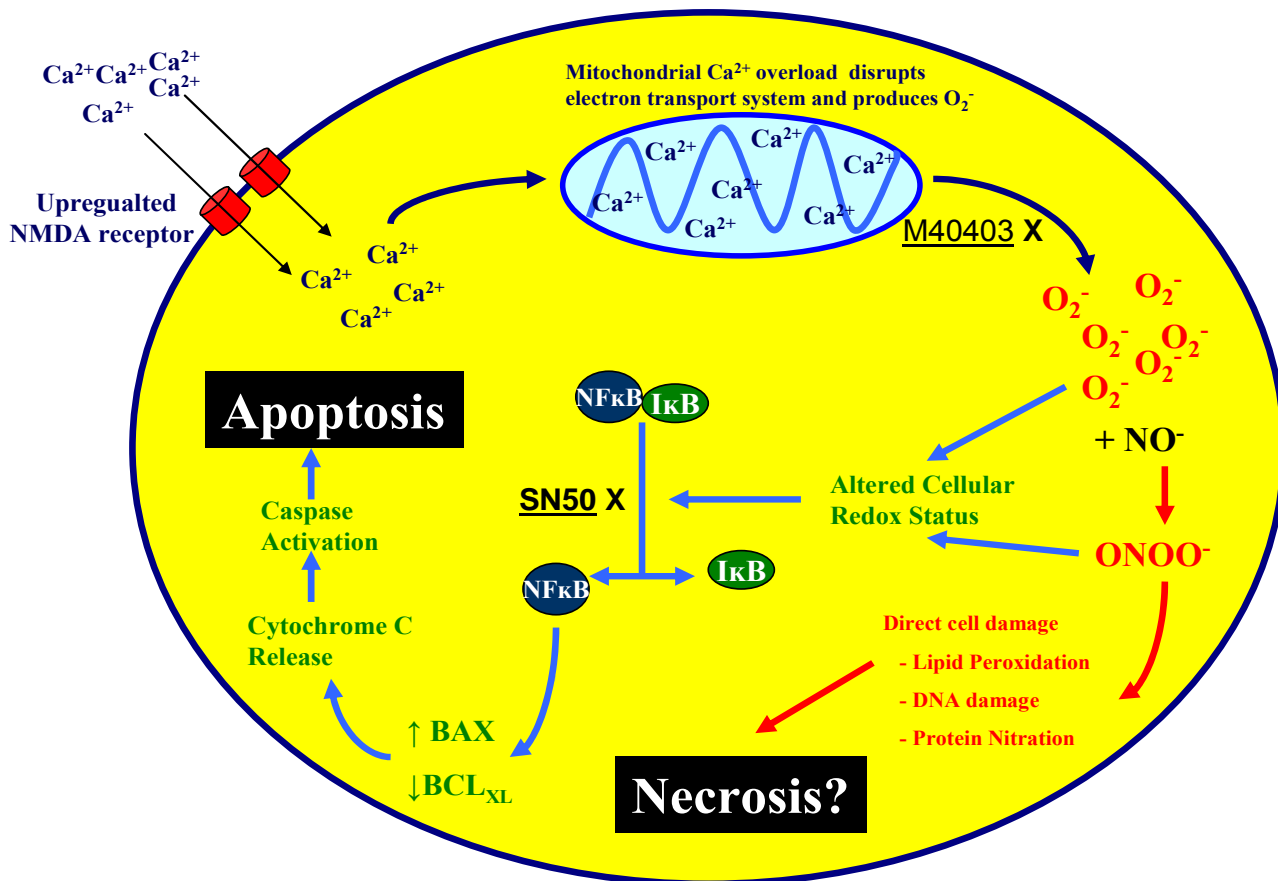 Ca²⁺Ca²⁺Ca²⁺
Ca²⁺
Ca²⁺
Upregualted
NMDA receptor
Ca²⁺
Ca²⁺
Ca²⁺
Ca²⁺
Mitochondrial Ca²⁺ overload disrupts
electron transport system and produces O₂⁻
Ca²⁺
Ca²⁺
Ca²⁺
Ca²⁺
Ca²⁺
Ca²⁺
Ca²⁺
Ca²⁺
M40403 X
O₂⁻
O₂⁻
O₂⁻
O₂⁻
O₂⁻
O₂⁻
+ NO⁻
ONOO⁻
Altered Cellular
Redox Status
NFκB
IκB
SN50 X
NFκB
IκB
Direct cell damage
- Lipid Peroxidation
- DNA damage
- Protein Nitration
Necrosis?
↑ BAX
↓BCL_XL
Cytochrome C
Release
Caspase
Activation
Apoptosis